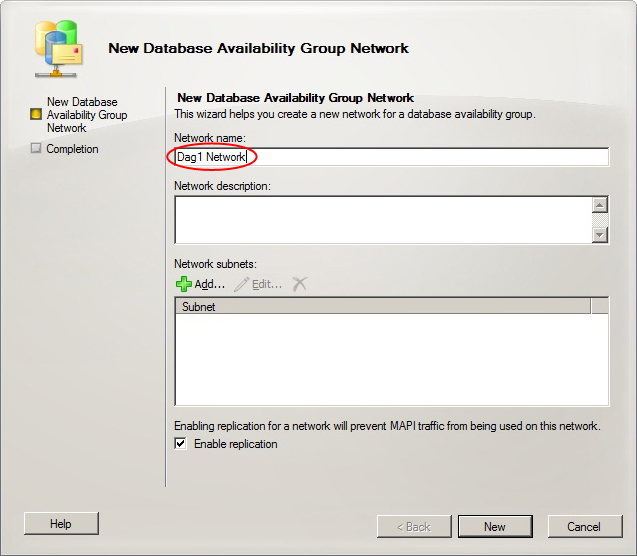 New Database Availability Group Network
New Database
Availability Group
Network
Completion
New Database Availability Group Network
This wizard helps you create a new network for a database availability group.
Network name:
Dag1 Network
Network description:
Network subnets:
Add... Edit...
Subnet
Enabling replication for a network will prevent MAPI traffic from being used on this network.
Enable replication
Help < Back New Cancel